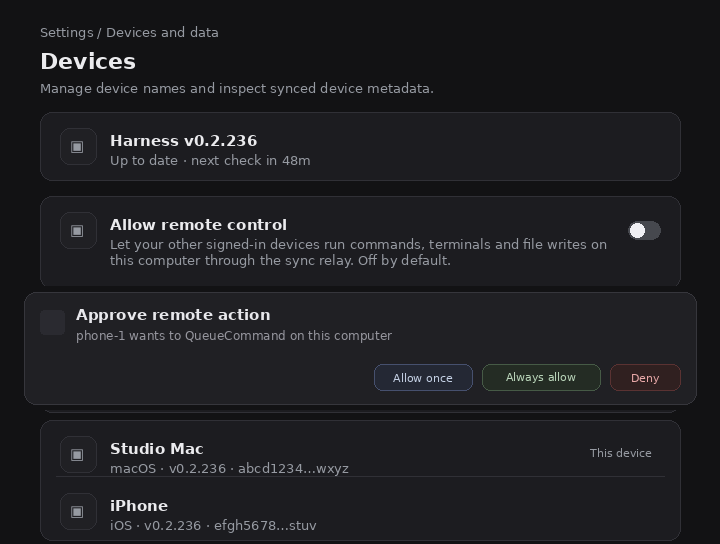 Settings / Devices and data
Devices
Manage device names and inspect synced device metadata.
Harness v0.2.236
Up to date · next check in 48m
Allow remote control
Let your other signed-in devices run commands, terminals and file writes on
this computer through the sync relay. Off by default.
Approve remote action
phone-1 wants to QueueCommand on this computer
Allow once
Always allow
Deny
Studio Mac
This device
macOS · v0.2.236 · abcd1234…wxyz
iPhone
iOS · v0.2.236 · efgh5678…stuv